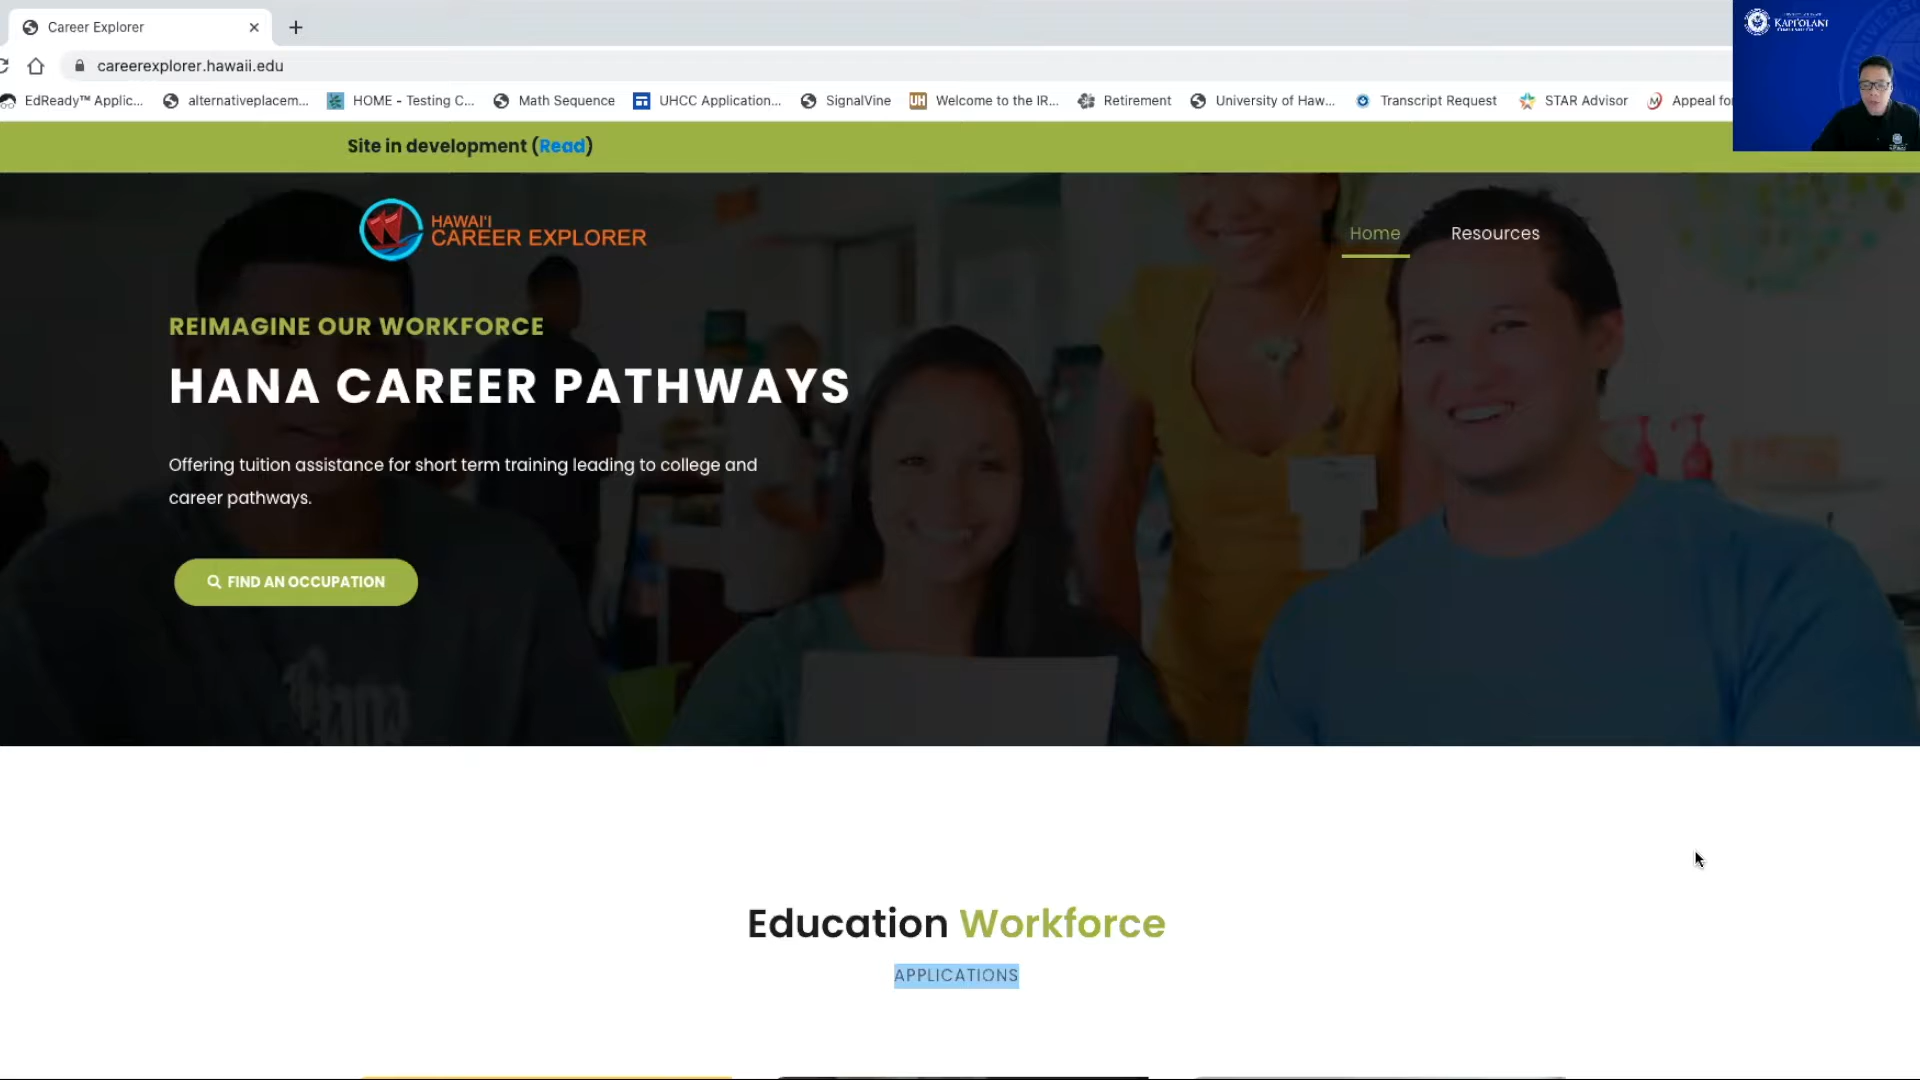 Career Explorer
careerexplorer.hawaii.edu
EdReady™ Applic...
alternativeplacem...
HOME - Testing C...
Math Sequence
UHCC Application...
SignalVine
UH
Welcome to the IR...
Retirement
University of Haw...
Transcript Request
STAR Advisor
Appeal for
KAPI'OLANI
Site in development (Read)
HAWAI'I
CAREER EXPLORER
Home
Resources
REIMAGINE OUR WORKFORCE
HANA CAREER PATHWAYS
Offering tuition assistance for short term training leading to college and
career pathways.
FIND AN OCCUPATION
Education Workforce
APPLICATIONS